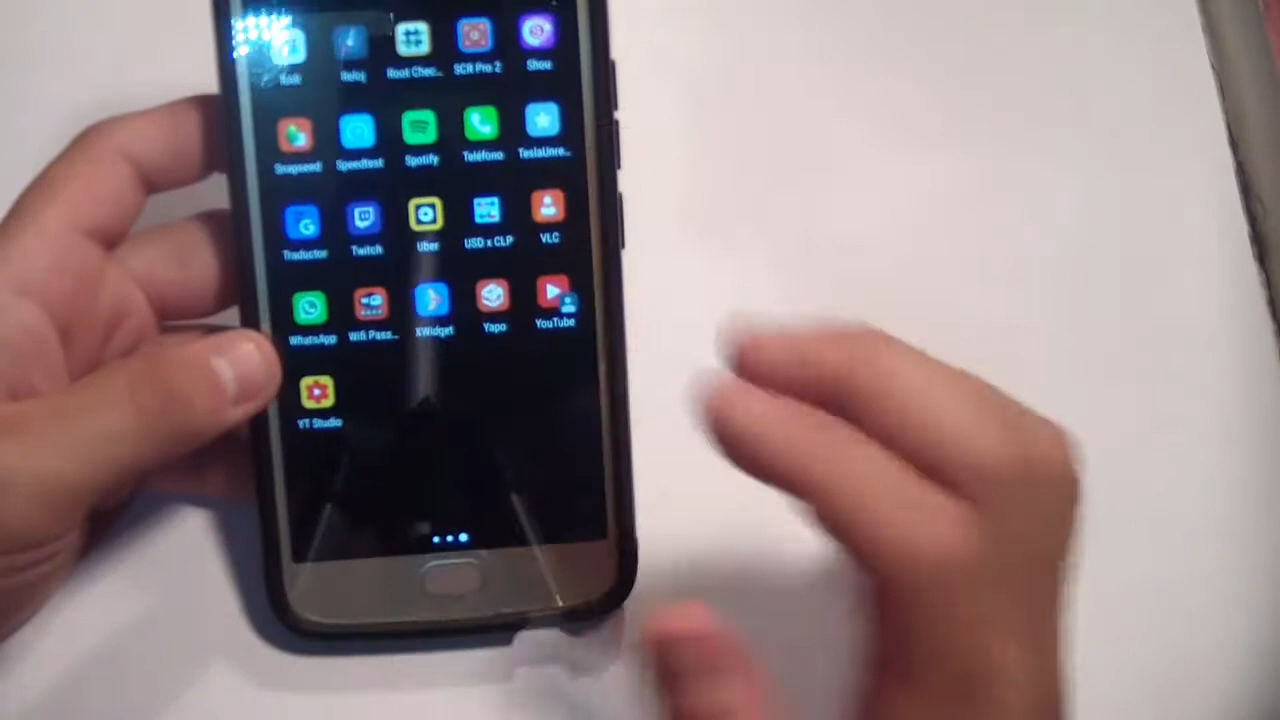 Reloj Root Chec... SCR Pro 2 Shou
Snapseed Speedtest Spotify Teléfono TeslaUnre...
Traductor Twitch Uber USD x CLP VLC
WhatsApp Wifi Pass... XWidget Yapo YouTube
YT Studio